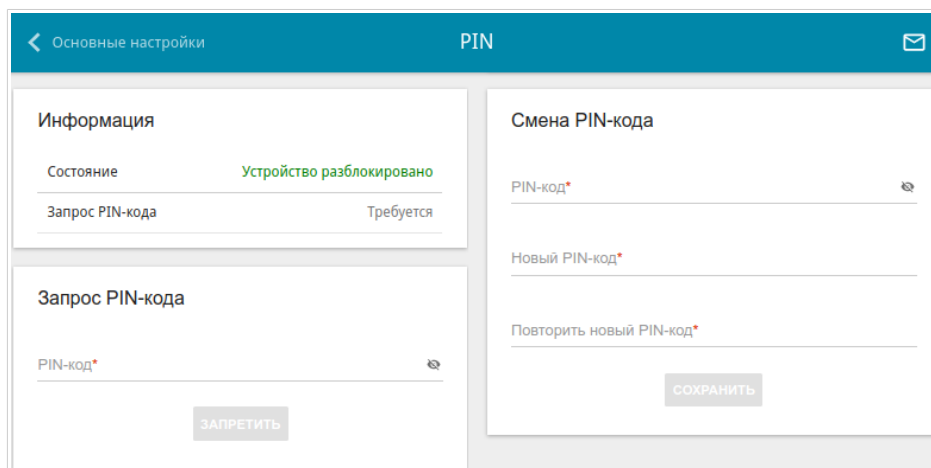 Основные настройки
PIN
Информация
Состояние Устройство разблокировано
Запрос PIN-кода Требуется
Запрос PIN-кода
PIN-код*
ЗАПРЕТИТЬ
Смена PIN-кода
PIN-код*
Новый PIN-код*
Повторить новый PIN-код*
СОХРАНИТЬ